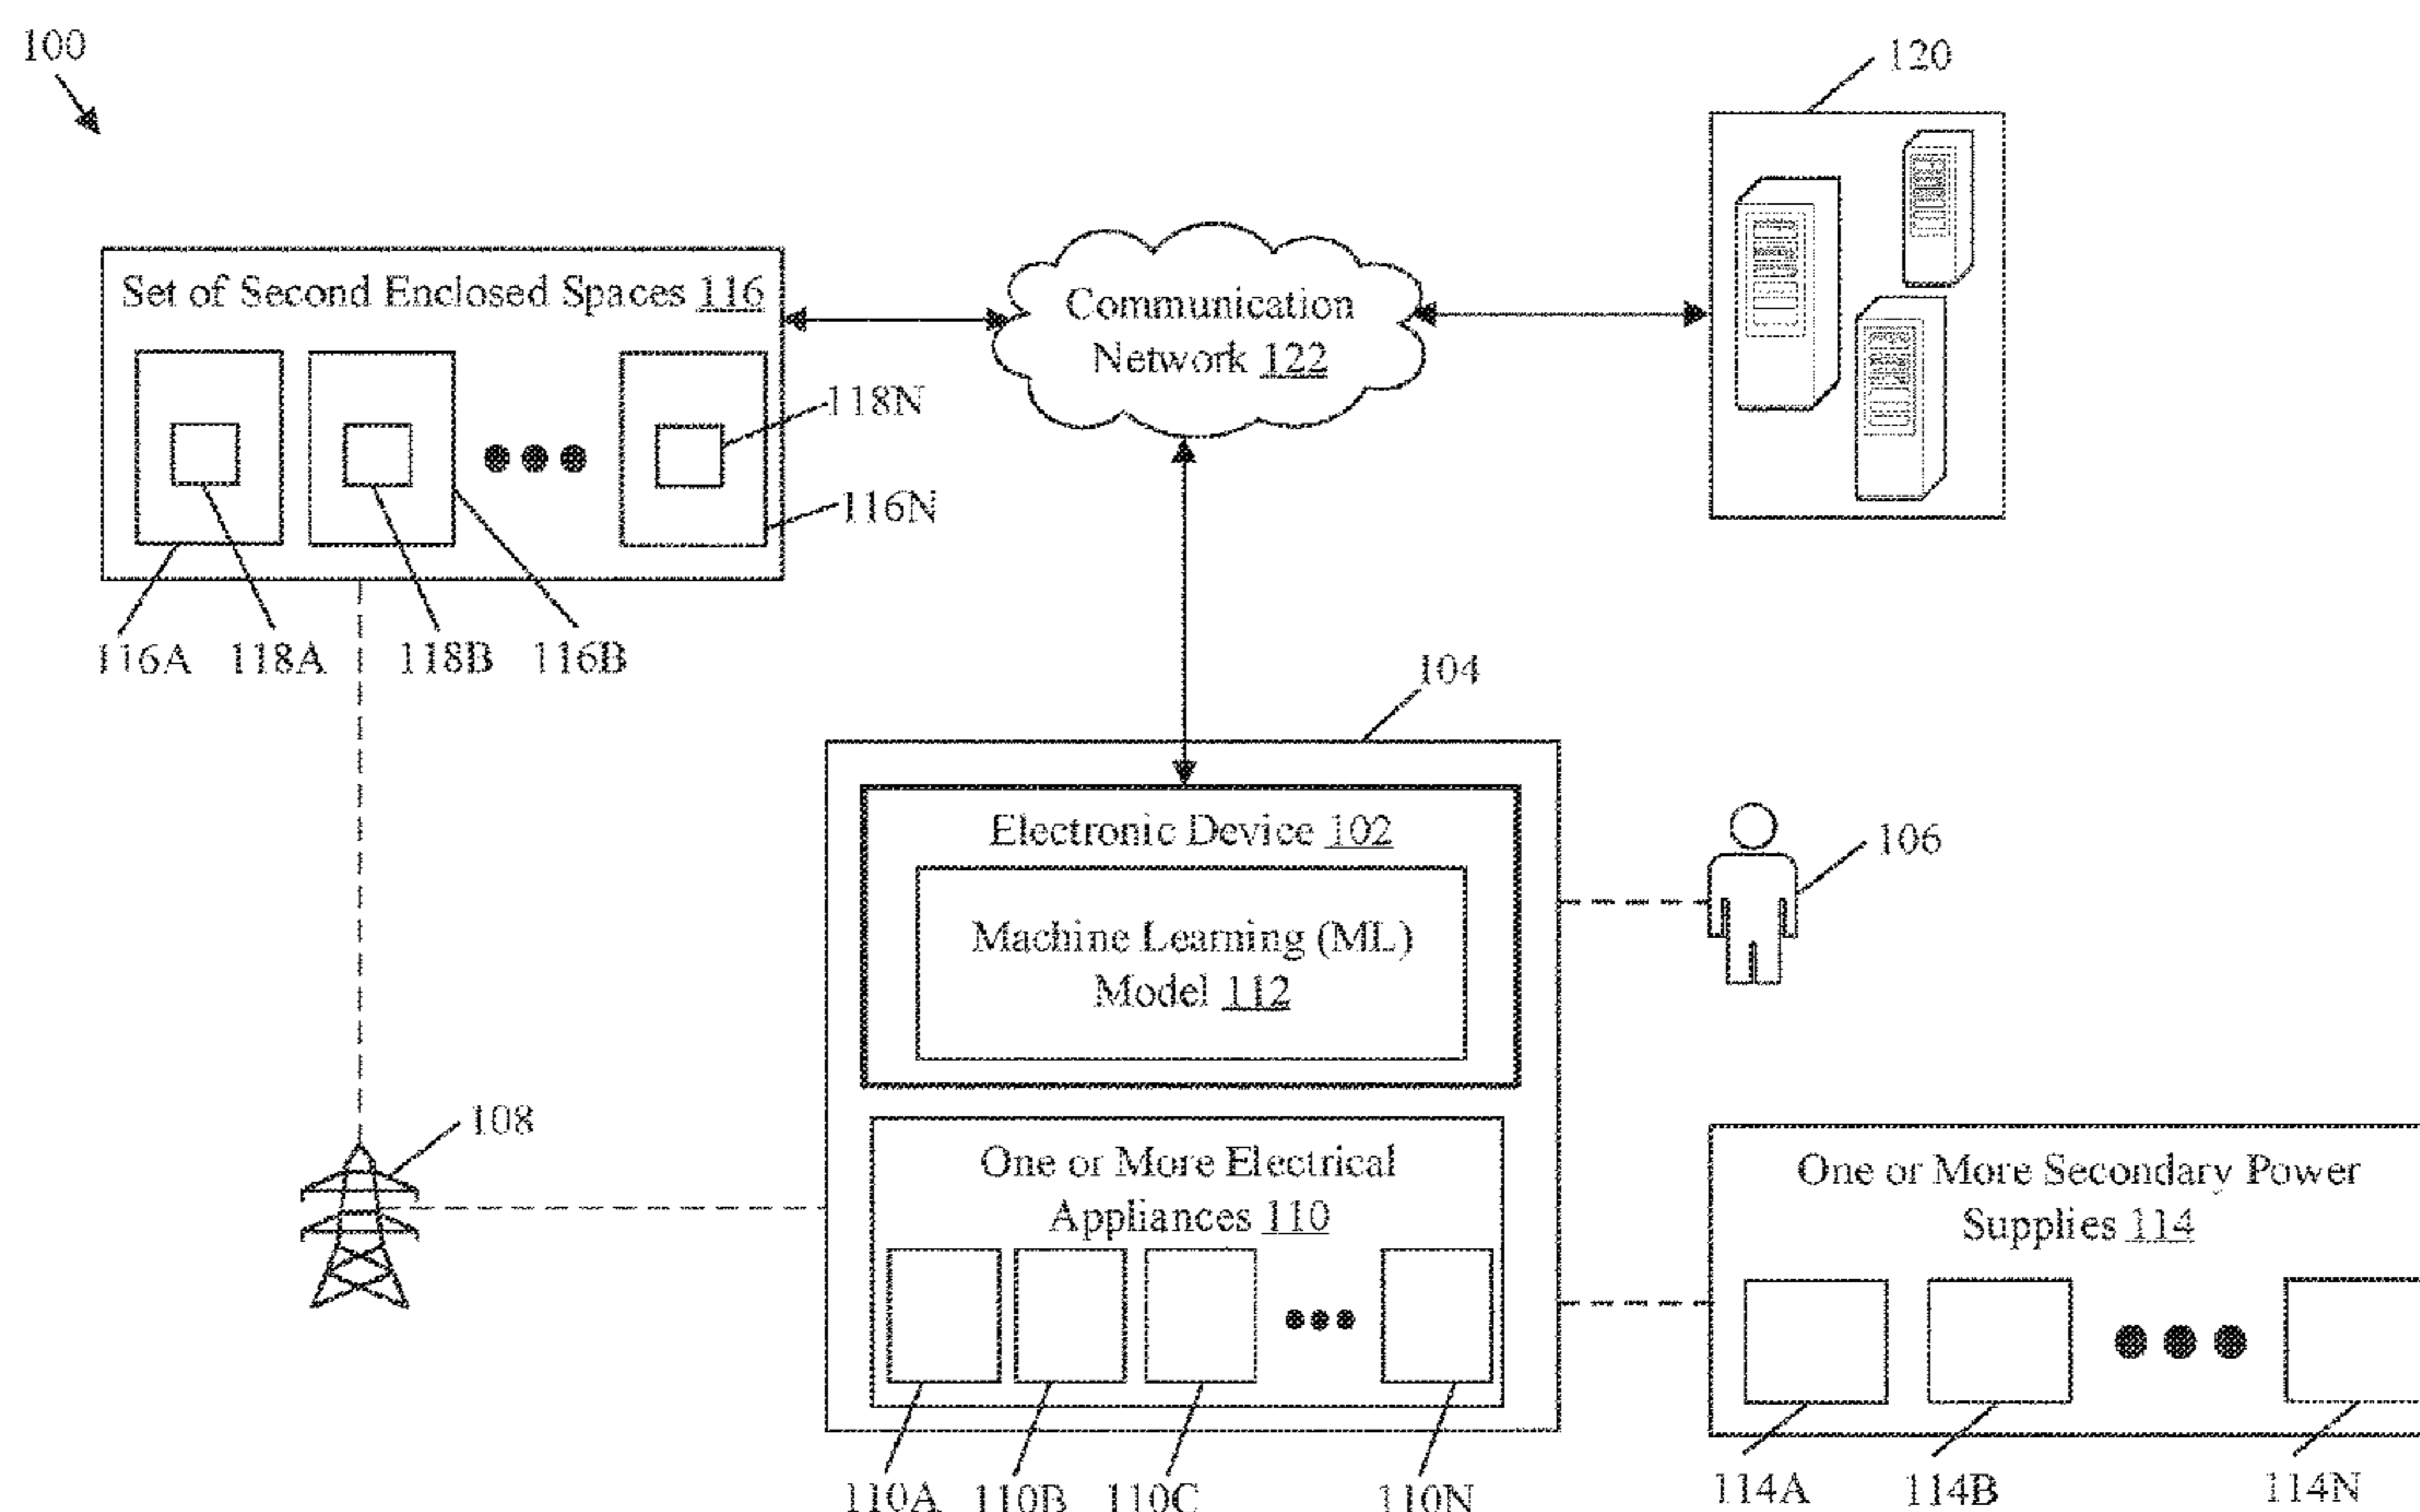 100
120
Set of Second Enclosed Spaces 116
Communication
Network 122
118N
116N
116A 118A 118B 116B
104
Electronic Device 102
106
Machine Learning (ML)
Model 112
108
One or More Electrical
Appliances 110
One or More Secondary Power
Supplies 114
110A 110B 110C 110N
114A 114B 114N